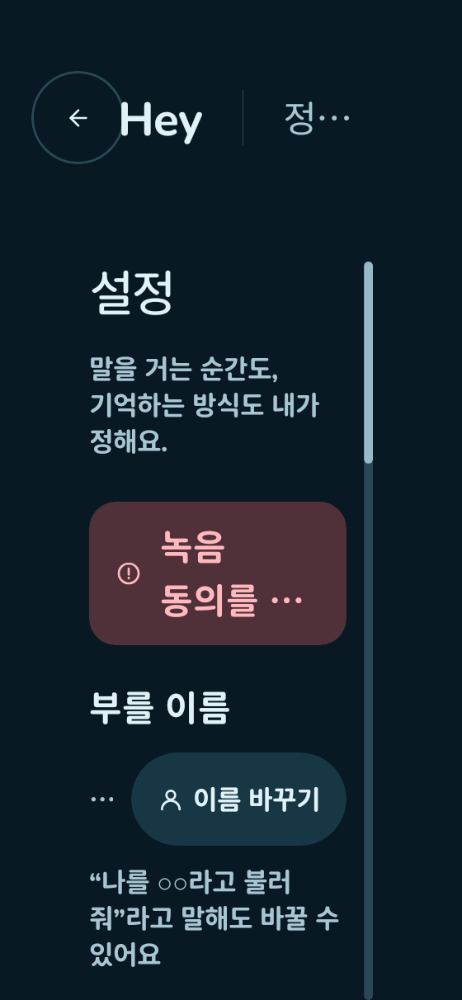 Hey
정…
설정
말을 거는 순간도,
기억하는 방식도 내가
정해요.
녹음
동의를 …
부를 이름
…
이름 바꾸기
“나를 ○○라고 불러
줘”라고 말해도 바꿀 수
있어요